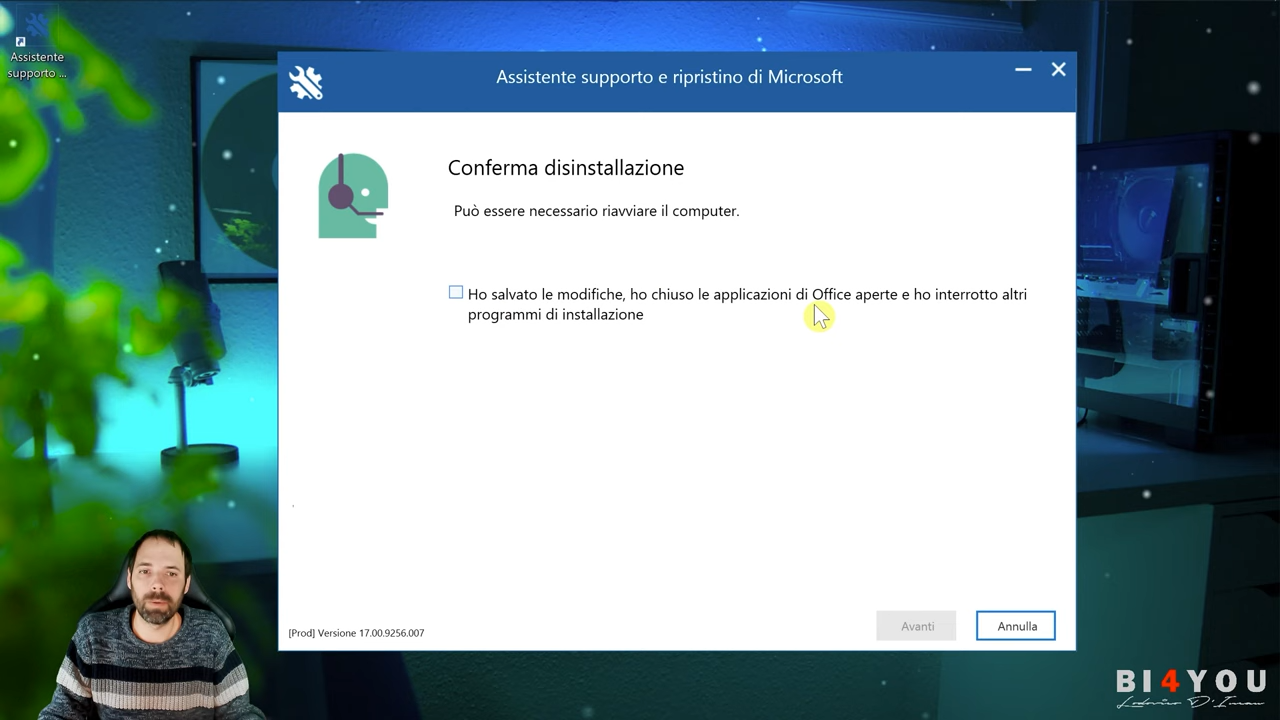 Assistente
supporto ...
Assistente supporto e ripristino di Microsoft
Conferma disinstallazione
Può essere necessario riavviare il computer.
Ho salvato le modifiche, ho chiuso le applicazioni di Office aperte e ho interrotto altri
programmi di installazione
[Prod] Versione 17.00.9256.007
Avanti
Annulla
BI4YOU